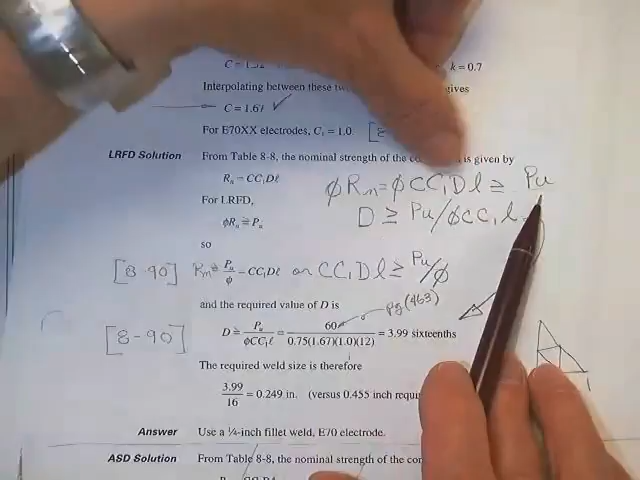 k = 0.7
Interpolating between these gives
C = 1.67 ✓
For E70XX electrodes, C₁ = 1.0. [8
LRFD Solution From Table 8-8, the nominal strength of the is given by
Rₙ = CC₁Dℓ ϕRₙ = ϕCC₁Dℓ ≥ Pu
For LRFD, D ≥ Pu/ϕCC₁ℓ
ϕRₙ ≥ Pᵤ
so
[8-90] Rₙ ≥ Pᵤ/ϕ = CC₁Dℓ or CC₁Dℓ ≥ Pu/ϕ
and the required value of D is pg(463)
[8-90] D ≥ Pᵤ/ϕCC₁ℓ = 60/0.75(1.67)(1.0)(12) = 3.99 sixteenths
The required weld size is therefore
3.99/16 = 0.249 in. (versus 0.455 inch
Answer Use a ¼-inch fillet weld, E70 electrode.
ASD Solution From Table 8-8, the nominal strength of the